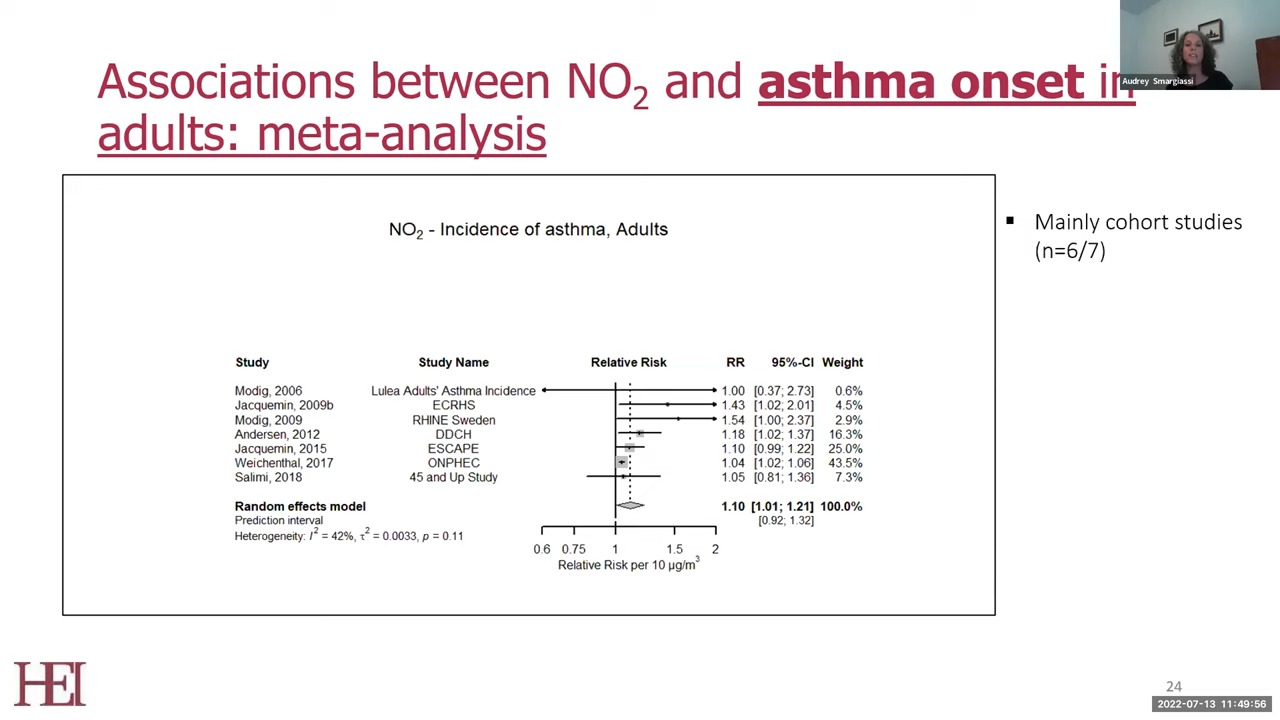 Audrey Smargiassi
Associations between NO2 and asthma onset in
adults: meta-analysis
NO2 - Incidence of asthma, Adults
Mainly cohort studies
(n=6/7)
Study Study Name Relative Risk RR 95%-CI Weight
Modig, 2006 Lulea Adults' Asthma Incidence 1.00 [0.37; 2.73] 0.6%
Jacquemin, 2009b ECRHS 1.43 [1.02; 2.01] 4.5%
Modig, 2009 RHINE Sweden 1.54 [1.00; 2.37] 2.9%
Andersen, 2012 DDCH 1.18 [1.02; 1.37] 16.3%
Jacquemin, 2015 ESCAPE 1.10 [0.99; 1.22] 25.0%
Weichenthal, 2017 ONPHEC 1.04 [1.02; 1.06] 43.5%
Salimi, 2018 45 and Up Study 1.05 [0.81; 1.36] 7.3%
Random effects model 1.10 [1.01; 1.21] 100.0%
Prediction interval [0.92; 1.32]
Heterogeneity: I² = 42%, τ² = 0.0033, p = 0.11
0.6 0.75 1 1.5 2
Relative Risk per 10 µg/m³
HEI
24
2022-07-13 11:49:56